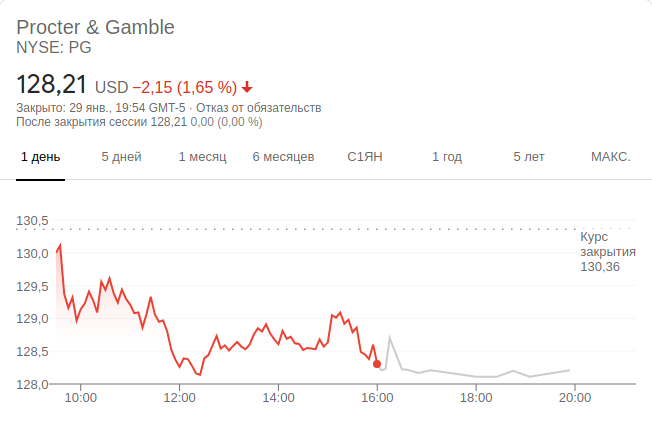 Procter & Gamble
NYSE: PG
128,21 USD −2,15 (1,65 %)
Закрыто: 29 янв., 19:54 GMT-5 · Отказ от обязательств
После закрытия сессии 128,21 0,00 (0,00 %)
1 день 5 дней 1 месяц 6 месяцев С1ЯН 1 год 5 лет МАКС.
130,5
Курс
закрытия
130,36
130,0
129,5
129,0
128,5
128,0
10:00 12:00 14:00 16:00 18:00 20:00